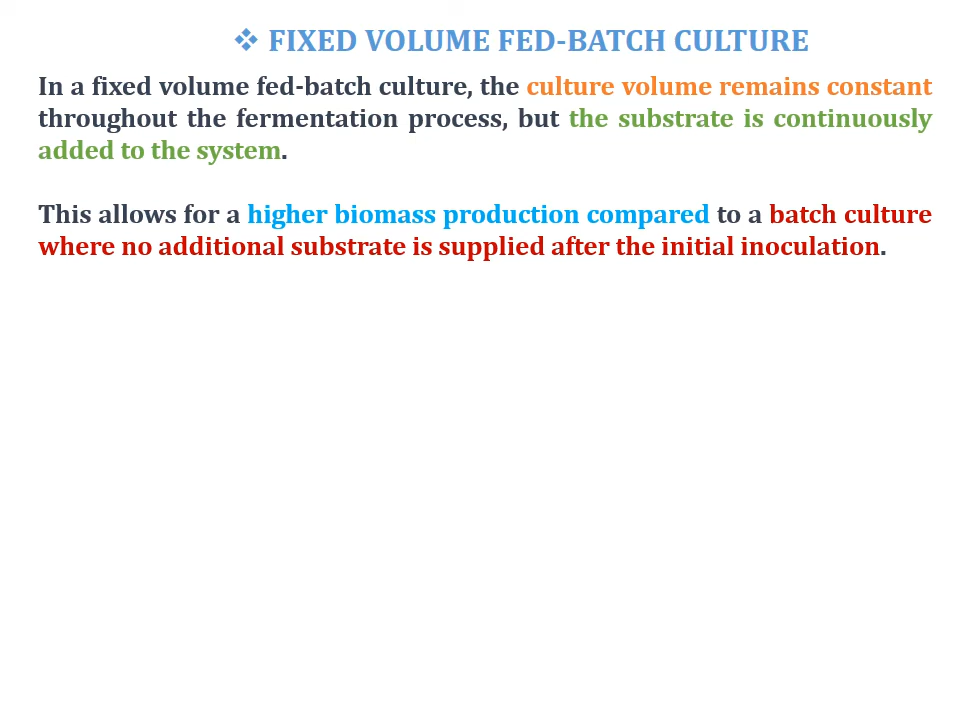 ❖ FIXED VOLUME FED-BATCH CULTURE
In a fixed volume fed-batch culture, the culture volume remains constant
throughout the fermentation process, but the substrate is continuously
added to the system.
This allows for a higher biomass production compared to a batch culture
where no additional substrate is supplied after the initial inoculation.